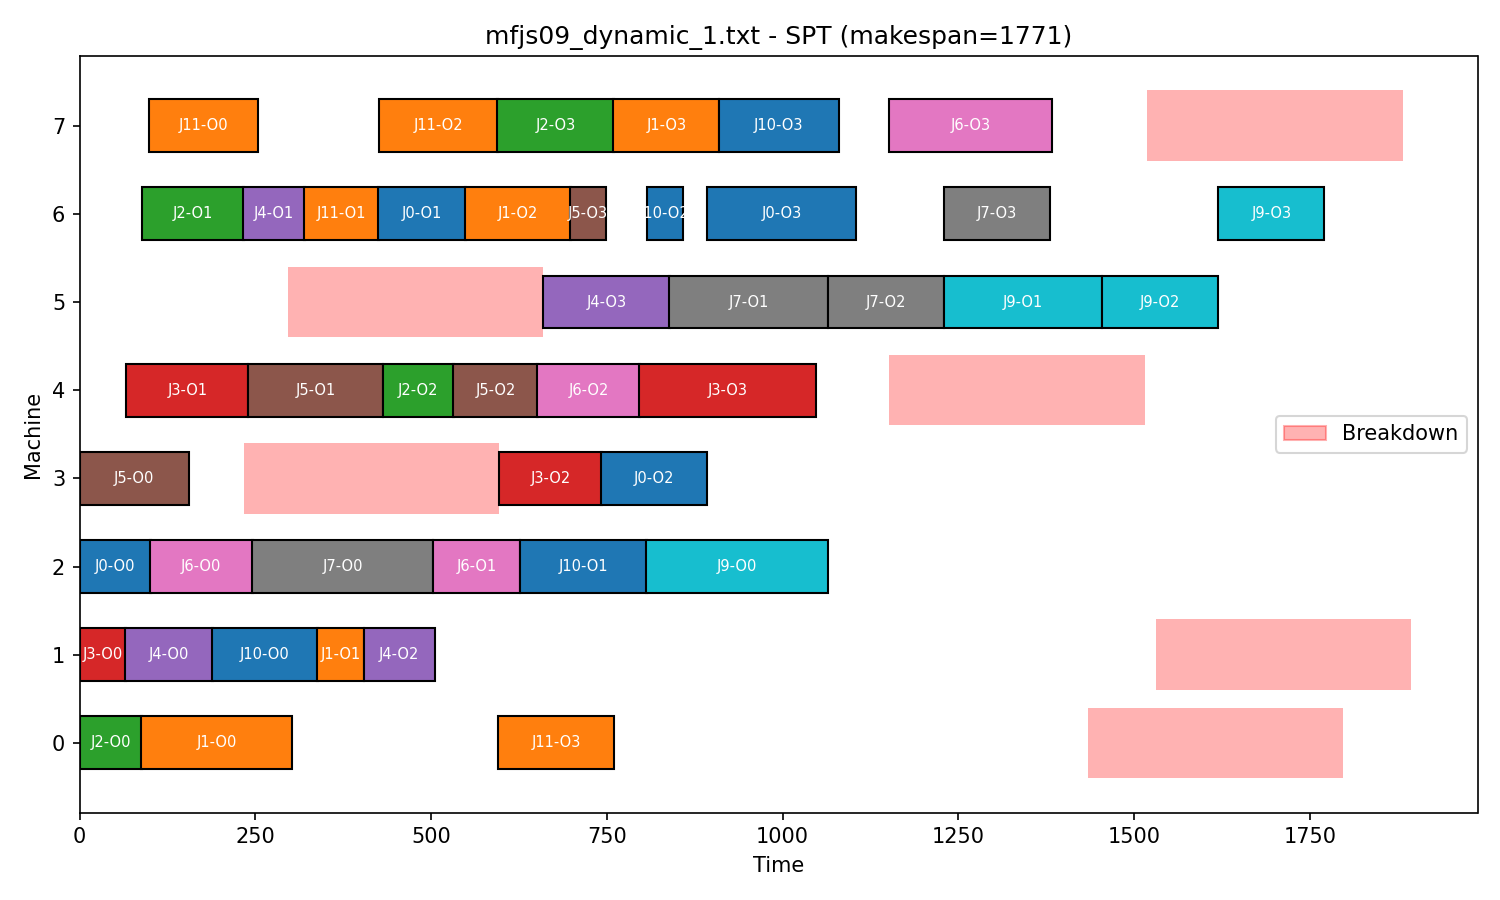 mfjs09_dynamic_1.txt - SPT (makespan=1771)
7
J11-O0
J11-O2
J2-O3
J1-O3
J10-O3
J6-O3
6
J2-O1
J4-O1
J11-O1
J0-O1
J1-O2
J5-O3
10-O2
J0-O3
J7-O3
J9-O3
5
J4-O3
J7-O1
J7-O2
J9-O1
J9-O2
4
J3-O1
J5-O1
J2-O2
J5-O2
J6-O2
J3-O3
Breakdown
3
J5-O0
J3-O2
J0-O2
2
J0-O0
J6-O0
J7-O0
J6-O1
J10-O1
J9-O0
1
J3-O0
J4-O0
J10-O0
J1-O1
J4-O2
0
J2-O0
J1-O0
J11-O3
Machine
0 250 500 750 1000 1250 1500 1750
Time